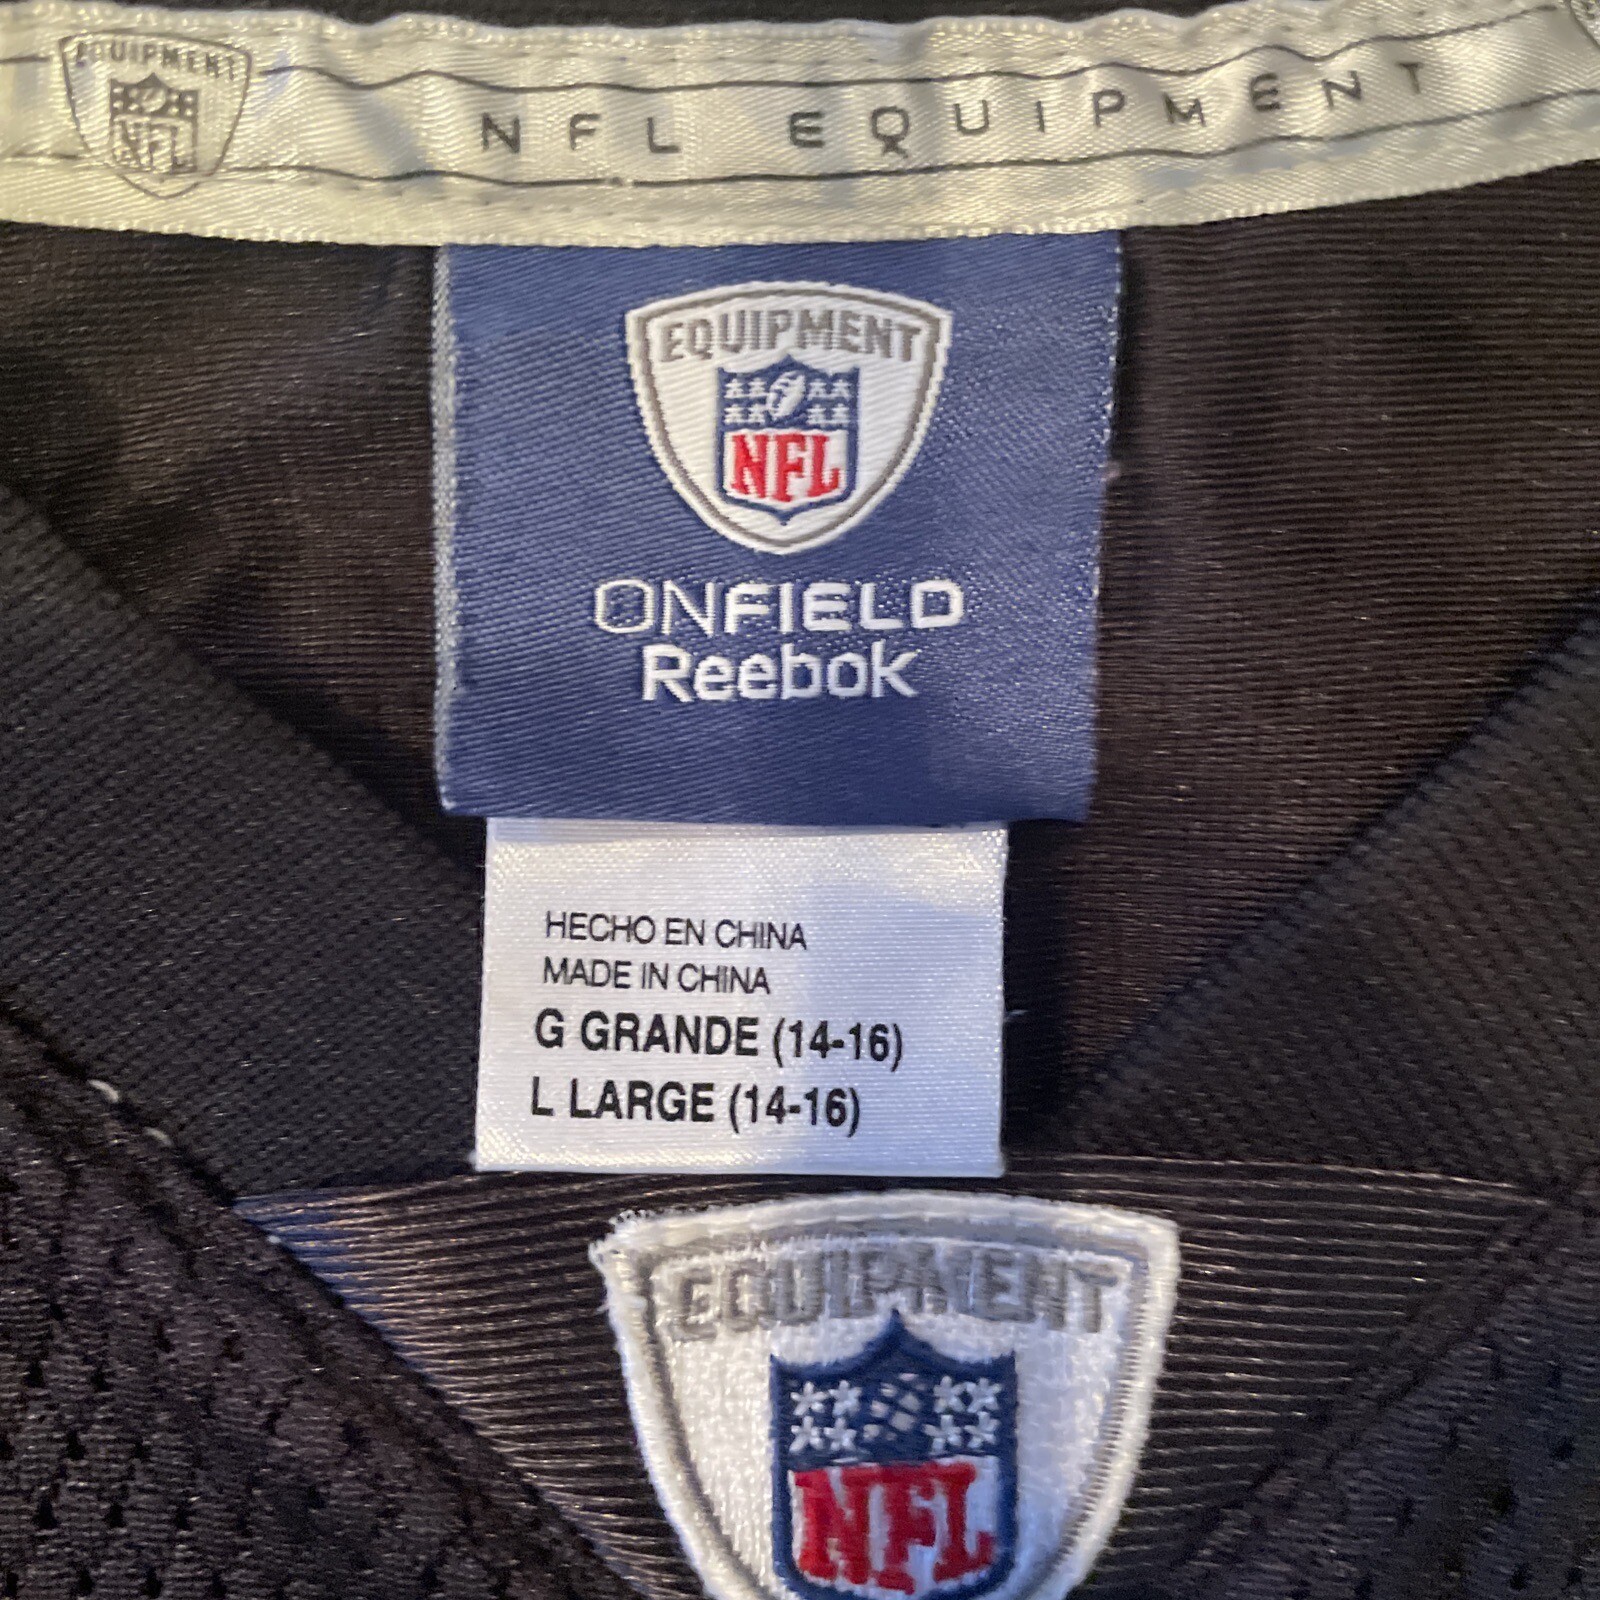 EQUIPMENT
NFL
NFL EQUIPMENT
EQUIPMENT
NFL
ONFIELD
Reebok
HECHO EN CHINA
MADE IN CHINA
G GRANDE (14-16)
L LARGE (14-16)
EQUIPMENT
NFL